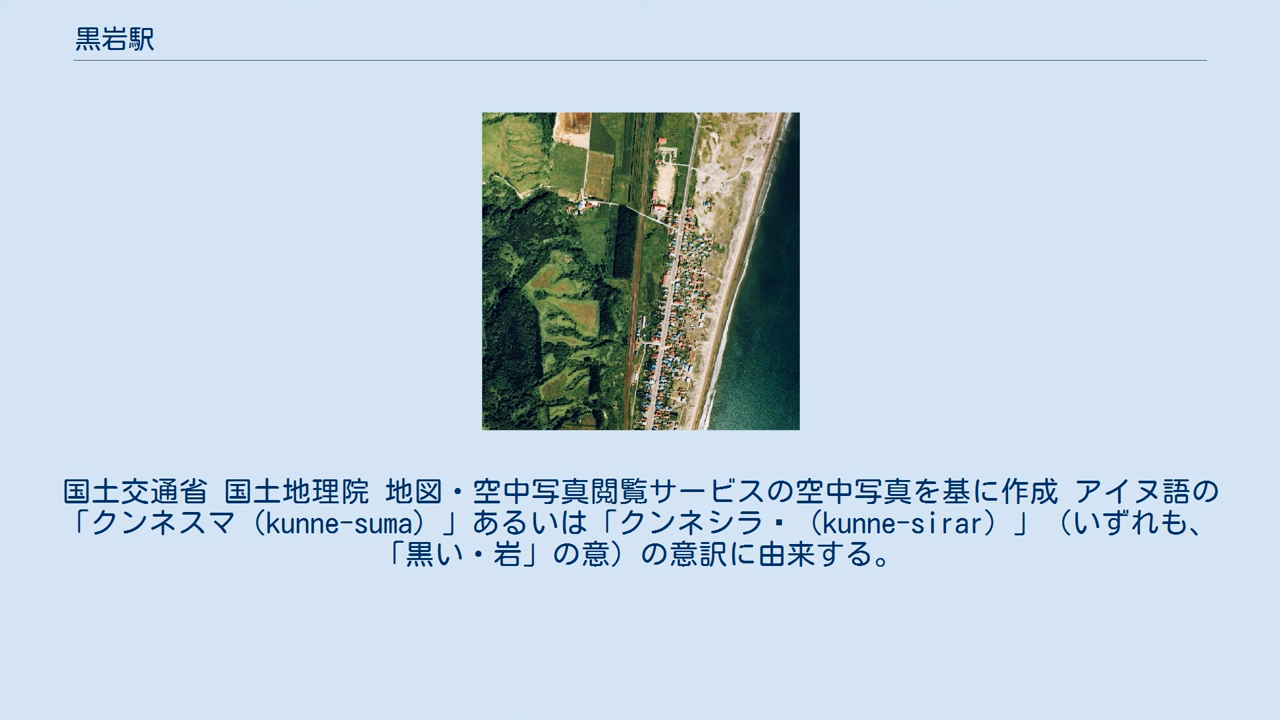 黒岩駅
国土交通省 国土地理院 地図・空中写真閲覧サービスの空中写真を基に作成 アイヌ語の
「クンネスマ（kunne-suma）」あるいは「クンネシラ▪（kunne-sirar）」（いずれも、
「黒い・岩」の意）の意訳に由来する。